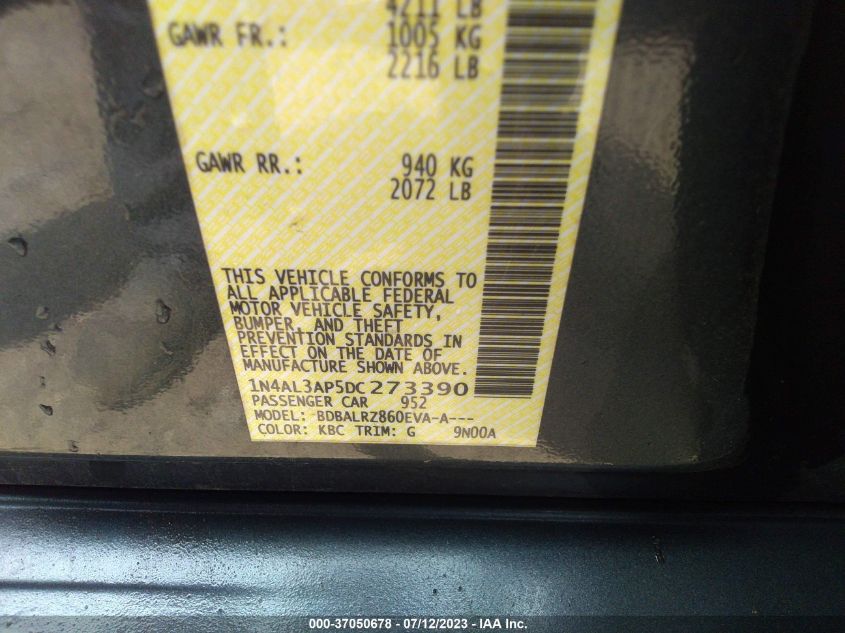 4211 LB
GAWR FR.: 1005 KG
2216 LB
GAWR RR.: 940 KG
2072 LB
THIS VEHICLE CONFORMS TO
ALL APPLICABLE FEDERAL
MOTOR VEHICLE SAFETY,
BUMPER, AND THEFT
PREVENTION STANDARDS IN
EFFECT ON THE DATE OF
MANUFACTURE SHOWN ABOVE.
1N4AL3AP5DC273390
PASSENGER CAR 952
MODEL: BDBALRZ860EVA-A---
COLOR: KBC TRIM: G 9N00A
000-37050678 - 07/12/2023 - IAA Inc.